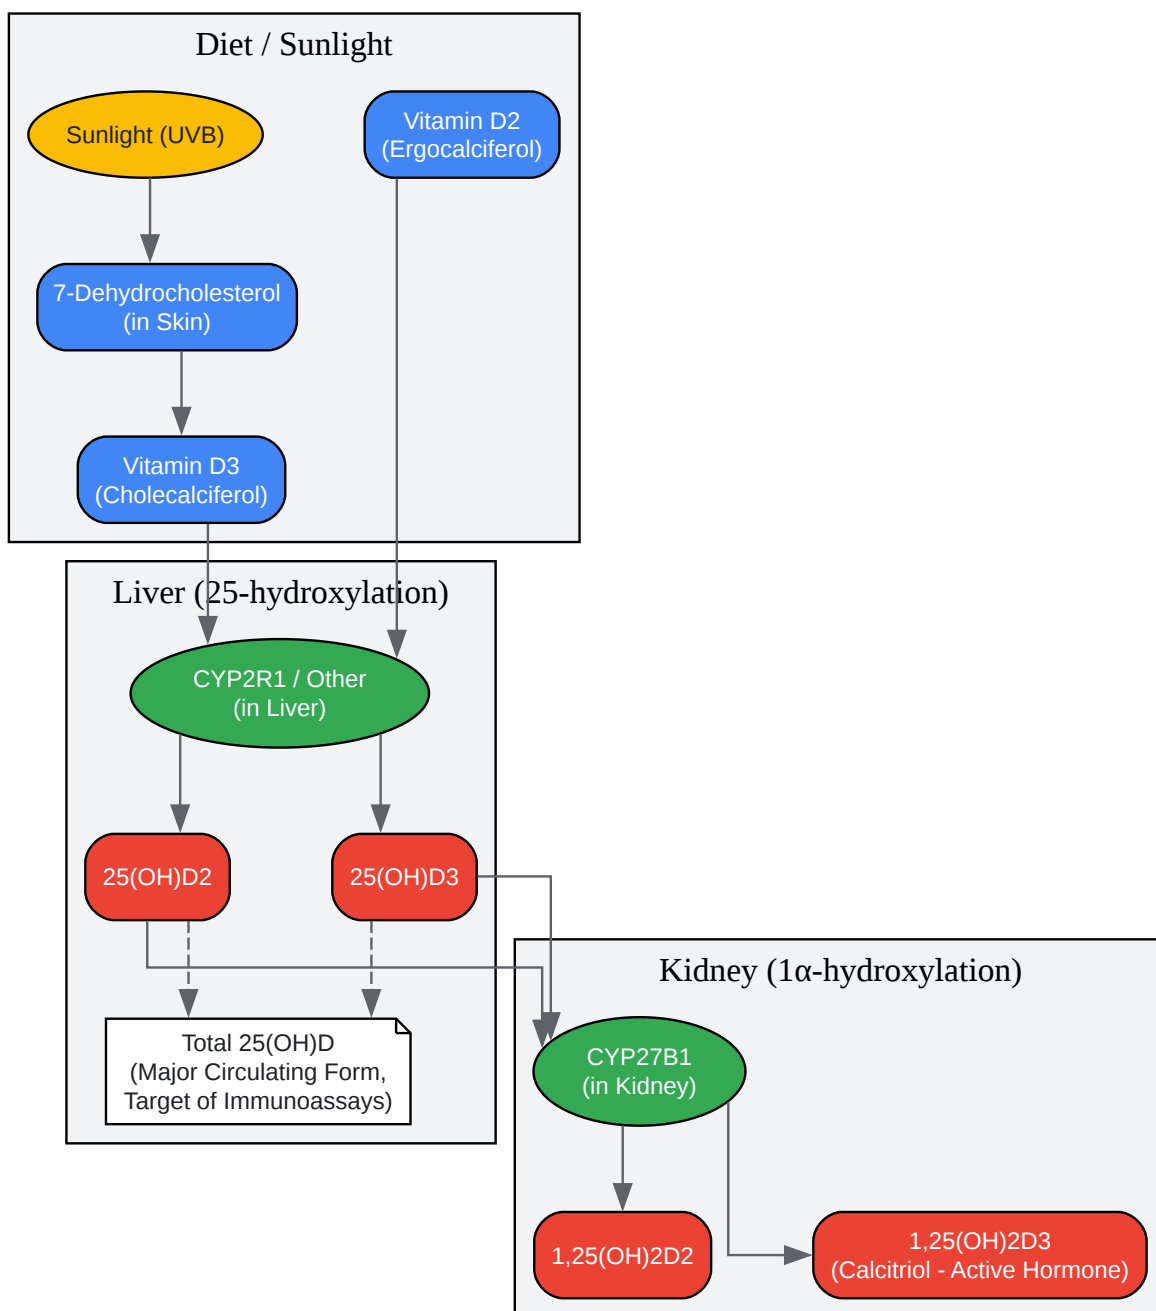 Diet / Sunlight
Sunlight (UVB)
Vitamin D2
(Ergocalciferol)
7-Dehydrocholesterol
(in Skin)
Vitamin D3
(Cholecalciferol)
Liver (25-hydroxylation)
CYP2R1 / Other
(in Liver)
25(OH)D2
25(OH)D3
Total 25(OH)D
(Major Circulating Form,
Target of Immunoassays)
Kidney (1α-hydroxylation)
CYP27B1
(in Kidney)
1,25(OH)2D2
1,25(OH)2D3
(Calcitriol - Active Hormone)